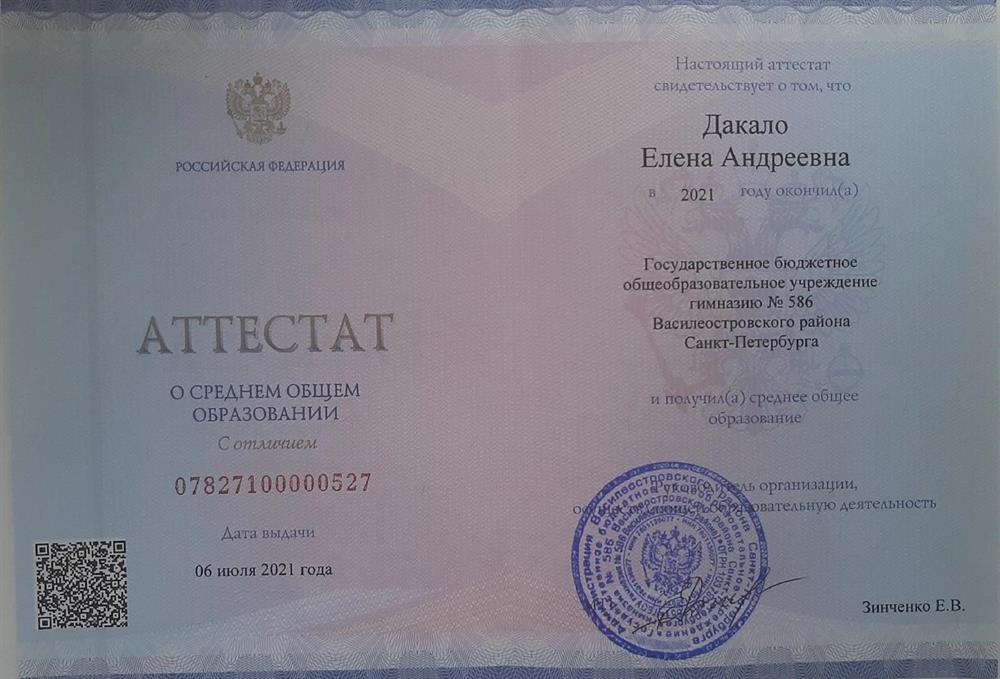 РОССИЙСКАЯ ФЕДЕРАЦИЯ
АТТЕСТАТ
О СРЕДНЕМ ОБЩЕМ
ОБРАЗОВАНИИ
С отличием
07827100000527
Дата выдачи
06 июля 2021 года
Настоящий аттестат
свидетельствует о том, что
Дакало
Елена Андреевна
в 2021 году окончил(а)
Государственное бюджетное
общеобразовательное учреждение
гимназию № 586
Василеостровского района
Санкт-Петербурга
и получил(а) среднее общее
образование
организации,
деятельность
Зинченко Е.В.